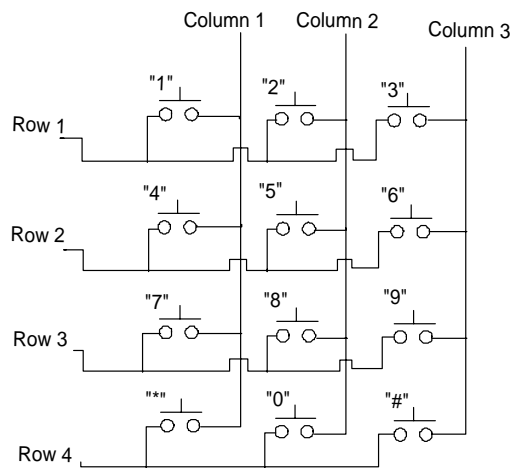 Column 1 Column 2 Column 3
"1" "2" "3"
Row 1
"4" "5" "6"
Row 2
"7" "8" "9"
Row 3
"*" "0" "#"
Row 4